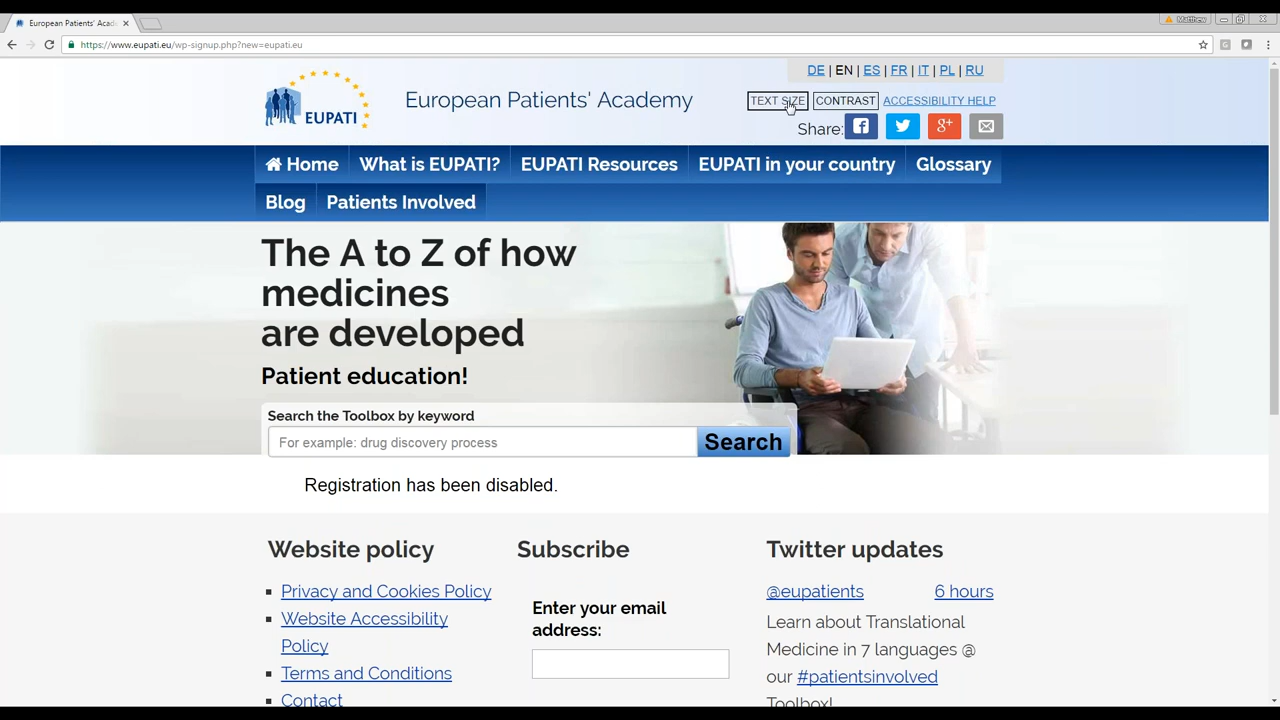 European Patients' Acade
Matthew
https://www.eupati.eu/wp-signup.php?new=eupati.eu
DE | EN | ES | FR | IT | PL | RU
EUPATI
European Patients' Academy
TEXT SIZE CONTRAST ACCESSIBILITY HELP
Share:
Home What is EUPATI? EUPATI Resources EUPATI in your country Glossary
Blog Patients Involved
The A to Z of how
medicines
are developed
Patient education!
Search the Toolbox by keyword
For example: drug discovery process Search
Registration has been disabled.
Website policy
Privacy and Cookies Policy
Website Accessibility
Policy
Terms and Conditions
Contact
Subscribe
Enter your email
address:
Twitter updates
@eupatients 6 hours
Learn about Translational
Medicine in 7 languages @
our #patientsinvolved
Toolbox!